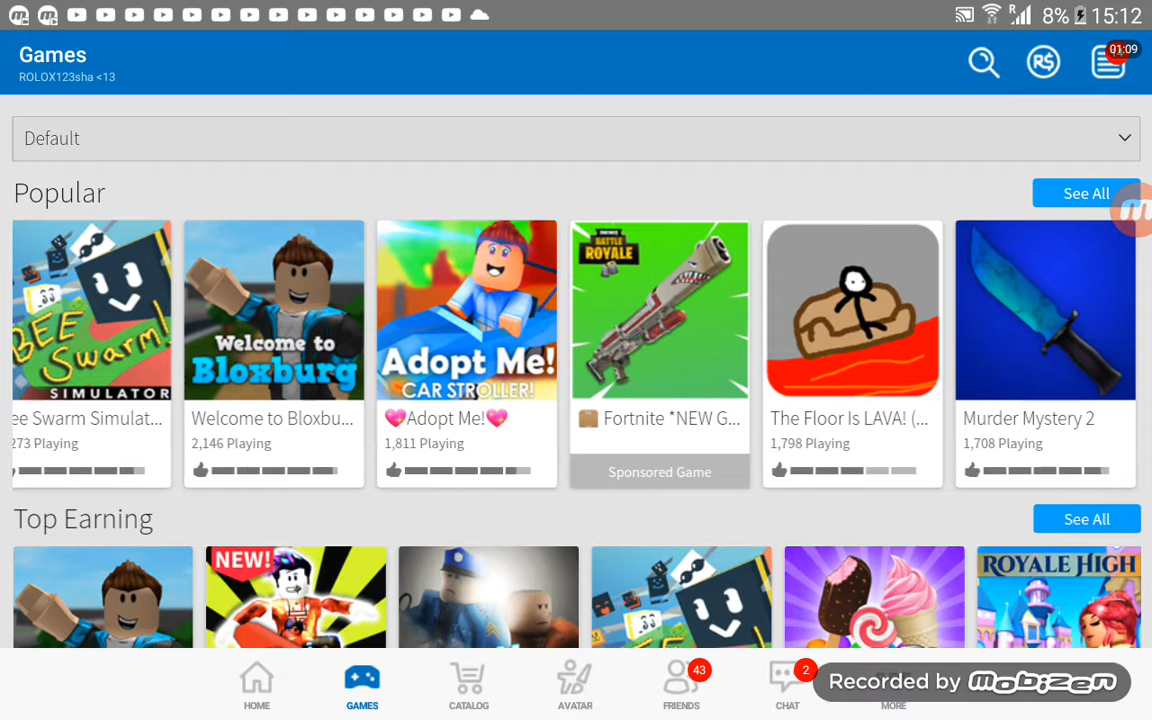 8% 15:12
Games
ROLOX123sha <13
R$
01:09
Default
Popular
See All
BEE Swarm!
SIMULATOR
Welcome to
Bloxburg
Adopt Me!
CAR STROLLER!
BATTLE
ROYALE
ee Swarm Simulat...
Welcome to Bloxbu...
💖Adopt Me!💖
📦 Fortnite *NEW G...
The Floor Is LAVA! (...
Murder Mystery 2
273 Playing
2,146 Playing
1,811 Playing
1,798 Playing
1,708 Playing
Sponsored Game
Top Earning
See All
NEW!
ROYALE HIGH
43
2
Recorded by mobizen
HOME
GAMES
CATALOG
AVATAR
FRIENDS
CHAT
MORE